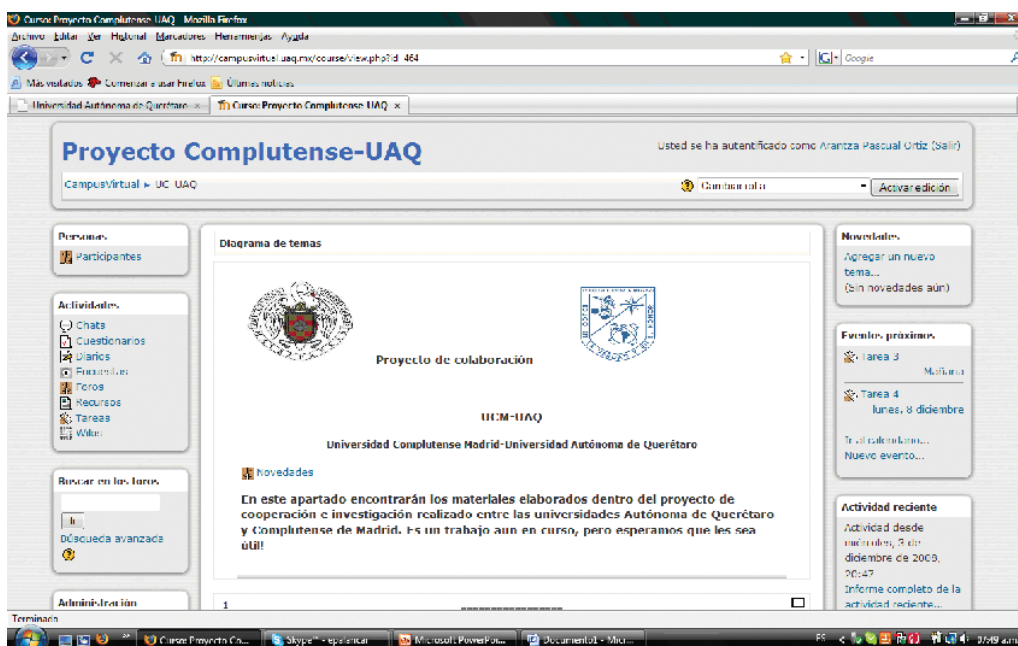 Curso: Proyecto Complutense-UAQ - Mozilla Firefox
Archivo Editar Ver Historial Marcadores Herramientas Ayuda
http://campusvirtual.uaq.mx/course/view.php?id=464
Google
Más visitados Comenzar a usar Firefox Últimas noticias
Universidad Autónoma de Querétaro
Curso: Proyecto Complutense-UAQ
Proyecto Complutense-UAQ
Usted se ha autentificado como Arantza Pascual Ortiz (Salir)
CampusVirtual ► UC-UAQ
Cambiar rol a
Activar edición
Personas
Participantes
Actividades
Chats
Cuestionarios
Diarios
Encuestas
Foros
Recursos
Tareas
Wikis
Buscar en los foros
Ir
Búsqueda avanzada
Administración
Diagrama de temas
Proyecto de colaboración
UCM-UAQ
Universidad Complutense Madrid-Universidad Autónoma de Querétaro
Novedades
En este apartado encontrarán los materiales elaborados dentro del proyecto de
cooperación e investigación realizado entre las universidades Autónoma de Querétaro
y Complutense de Madrid. Es un trabajo aun en curso, pero esperamos que les sea
útil!
1
Novedades
Agregar un nuevo
tema...
(Sin novedades aún)
Eventos próximos
Tarea 3
Mañana
Tarea 4
lunes, 8 diciembre
Ir al calendario...
Nuevo evento...
Actividad reciente
Actividad desde
miércoles, 3 de
diciembre de 2008,
20:47
Informe completo de la
actividad reciente...
Terminado
Curso: Proyecto Co...
Skype™ - epalancar
Microsoft PowerPoi...
Documento1 - Micr...
ES
07:49 a.m.